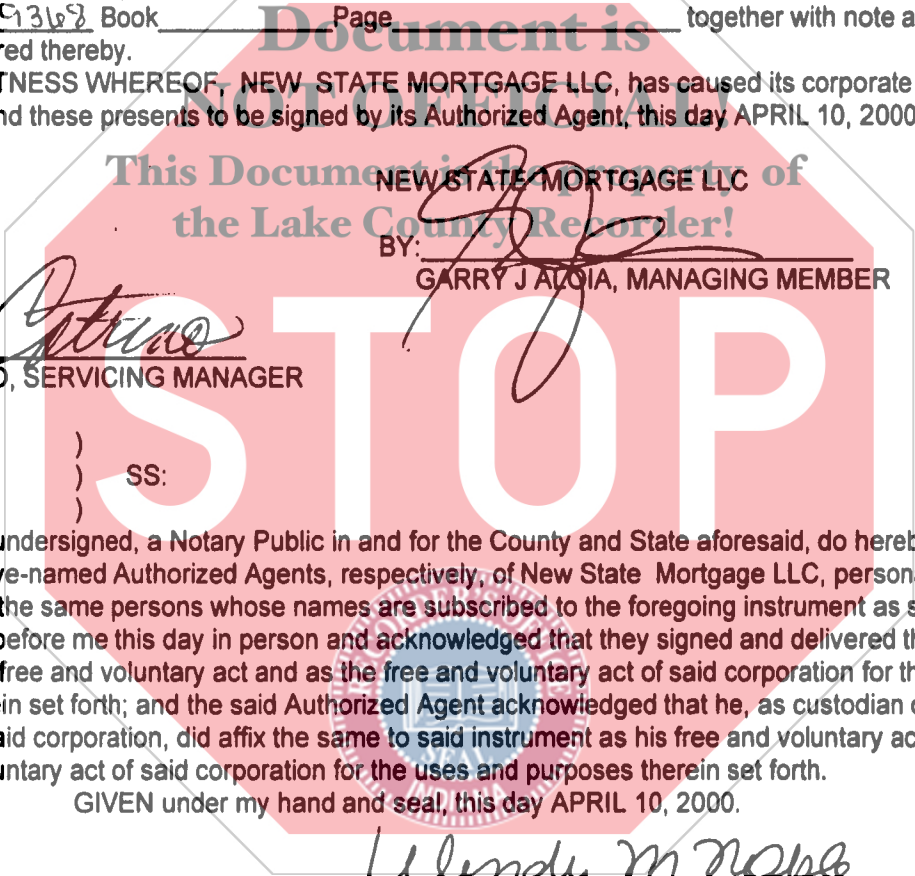 9368 Book Page together with note a
Document is
red thereby.
TNESS WHEREOF, NEW STATE MORTGAGE LLC, has caused its corporate
NOT OFFICIAL!
nd these presents to be signed by its Authorized Agent, this day APRIL 10, 2000
This Document is the property of
NEW STATE MORTGAGE LLC
the Lake County Recorder!
BY:
GARRY J ALOIA, MANAGING MEMBER
O, SERVICING MANAGER
STOP
)
) SS:
)
undersigned, a Notary Public in and for the County and State aforesaid, do hereb
ve-named Authorized Agents, respectively, of New State Mortgage LLC, person
the same persons whose names are subscribed to the foregoing instrument as s
before me this day in person and acknowledged that they signed and delivered th
free and voluntary act and as the free and voluntary act of said corporation for th
in set forth; and the said Authorized Agent acknowledged that he, as custodian o
aid corporation, did affix the same to said instrument as his free and voluntary ac
untary act of said corporation for the uses and purposes therein set forth.
RECORDER'S OFFICE
SEAL
INDIANA
GIVEN under my hand and seal, this day APRIL 10, 2000.